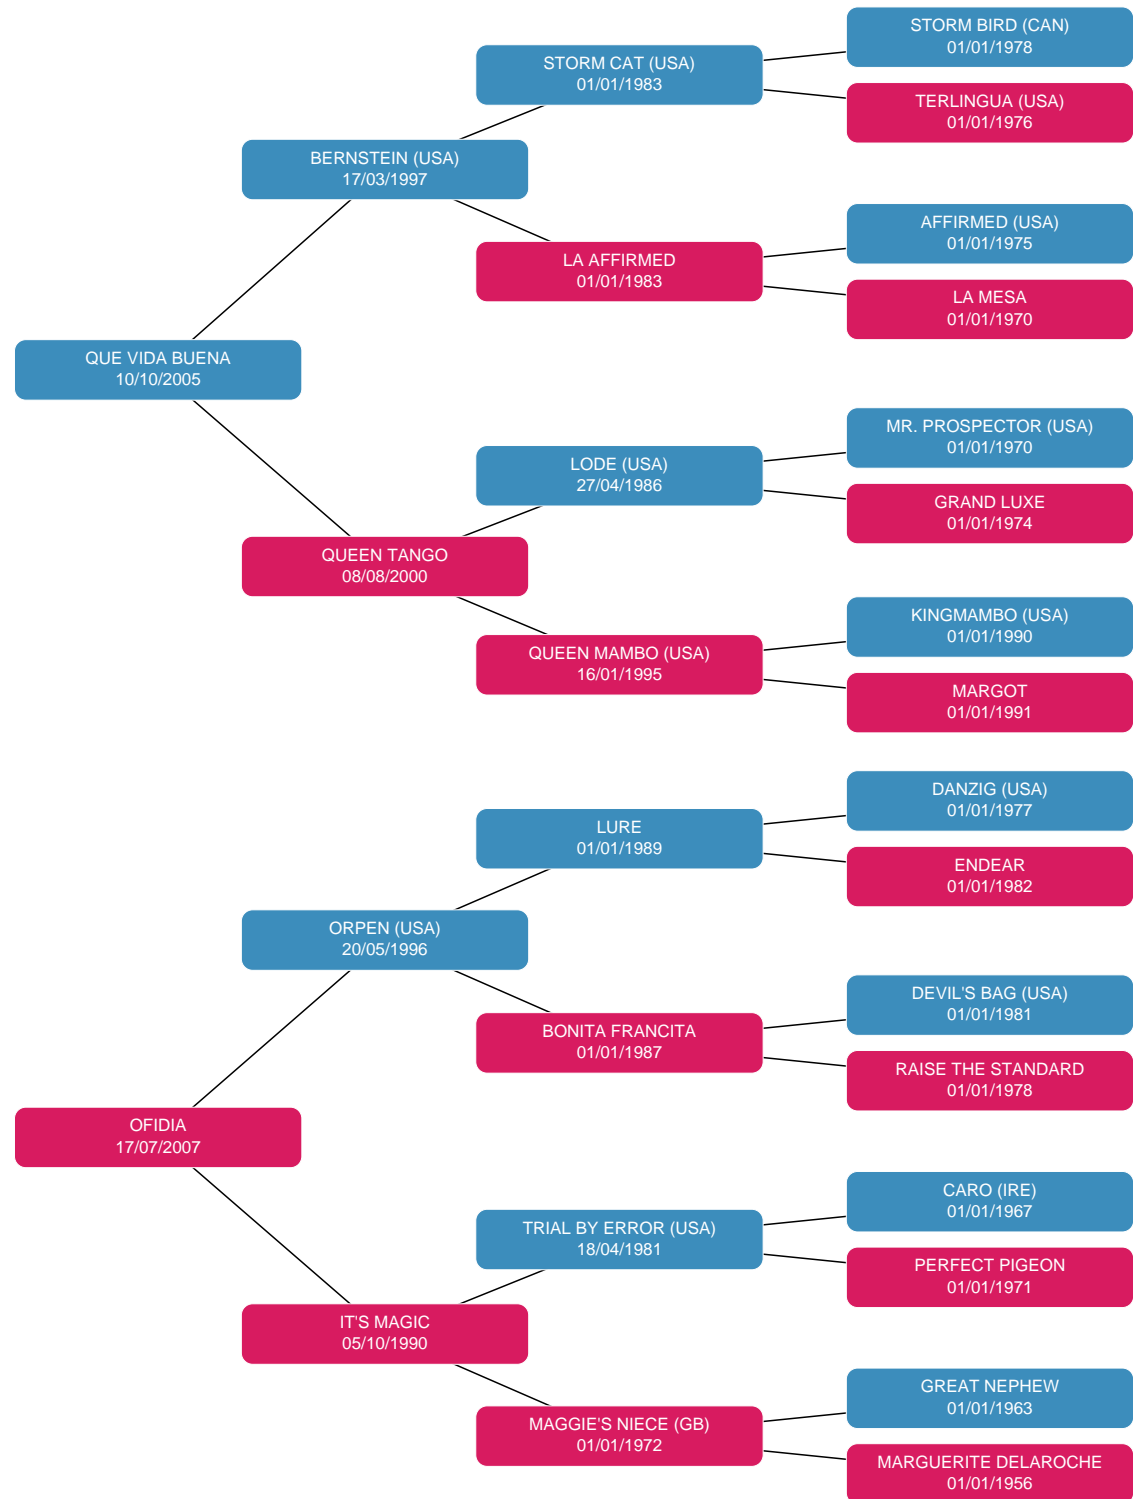 STORM BIRD (CAN)
01/01/1978
STORM CAT (USA)
01/01/1983
TERLINGUA (USA)
01/01/1976
BERNSTEIN (USA)
17/03/1997
AFFIRMED (USA)
01/01/1975
LA AFFIRMED
01/01/1983
LA MESA
01/01/1970
QUE VIDA BUENA
10/10/2005
MR. PROSPECTOR (USA)
01/01/1970
LODE (USA)
27/04/1986
GRAND LUXE
01/01/1974
QUEEN TANGO
08/08/2000
KINGMAMBO (USA)
01/01/1990
QUEEN MAMBO (USA)
16/01/1995
MARGOT
01/01/1991
DANZIG (USA)
01/01/1977
LURE
01/01/1989
ENDEAR
01/01/1982
ORPEN (USA)
20/05/1996
DEVIL'S BAG (USA)
01/01/1981
BONITA FRANCITA
01/01/1987
RAISE THE STANDARD
01/01/1978
OFIDIA
17/07/2007
CARO (IRE)
01/01/1967
TRIAL BY ERROR (USA)
18/04/1981
PERFECT PIGEON
01/01/1971
IT'S MAGIC
05/10/1990
GREAT NEPHEW
01/01/1963
MAGGIE'S NIECE (GB)
01/01/1972
MARGUERITE DELAROCHE
01/01/1956